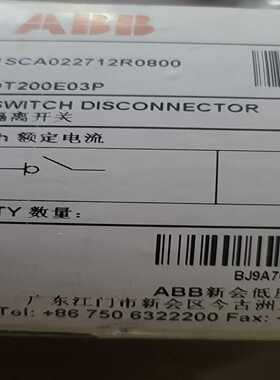 ABB
1SCA022712R0800
OT200E03P
SWITCH DISCONNECTOR
隔离开关
额定电流
TY 数量:
BJ9A7
ABB新会低
广东江门市新会区今古洲
Tel: +86 750 6322200 Fax: